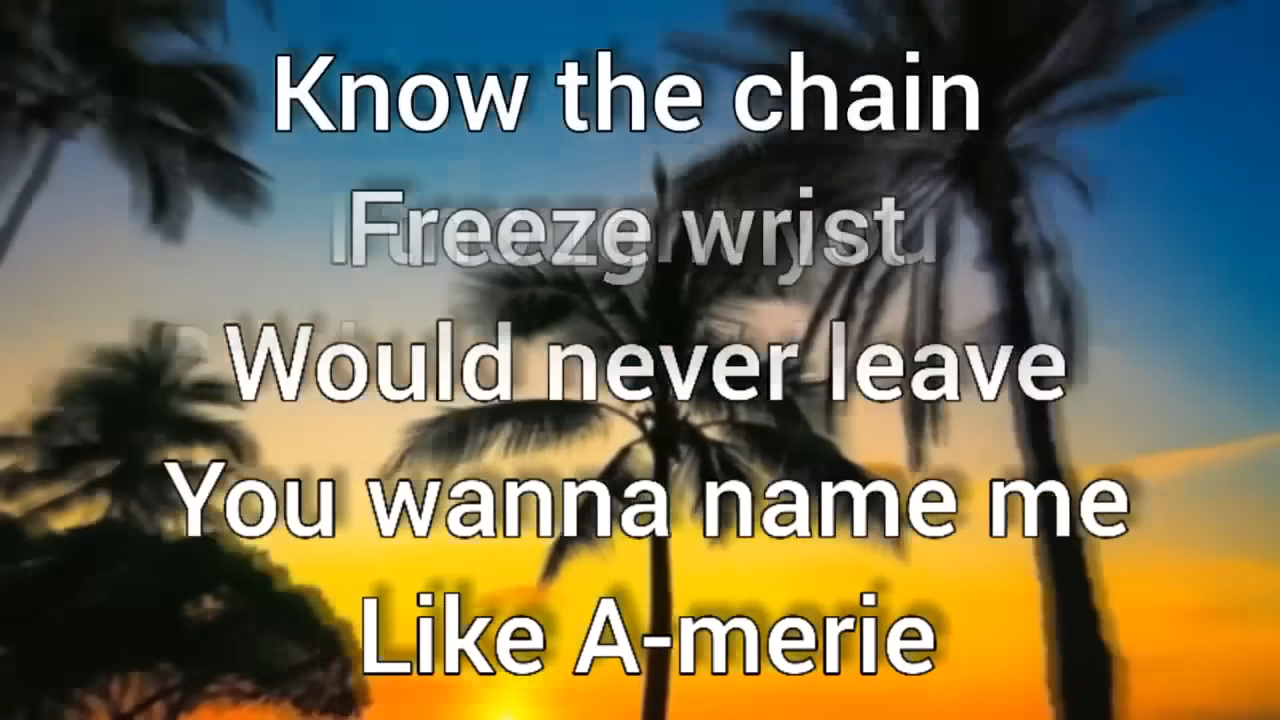 Know the chain
Freeze wrist
Would never leave
You wanna name me
Like A-merie